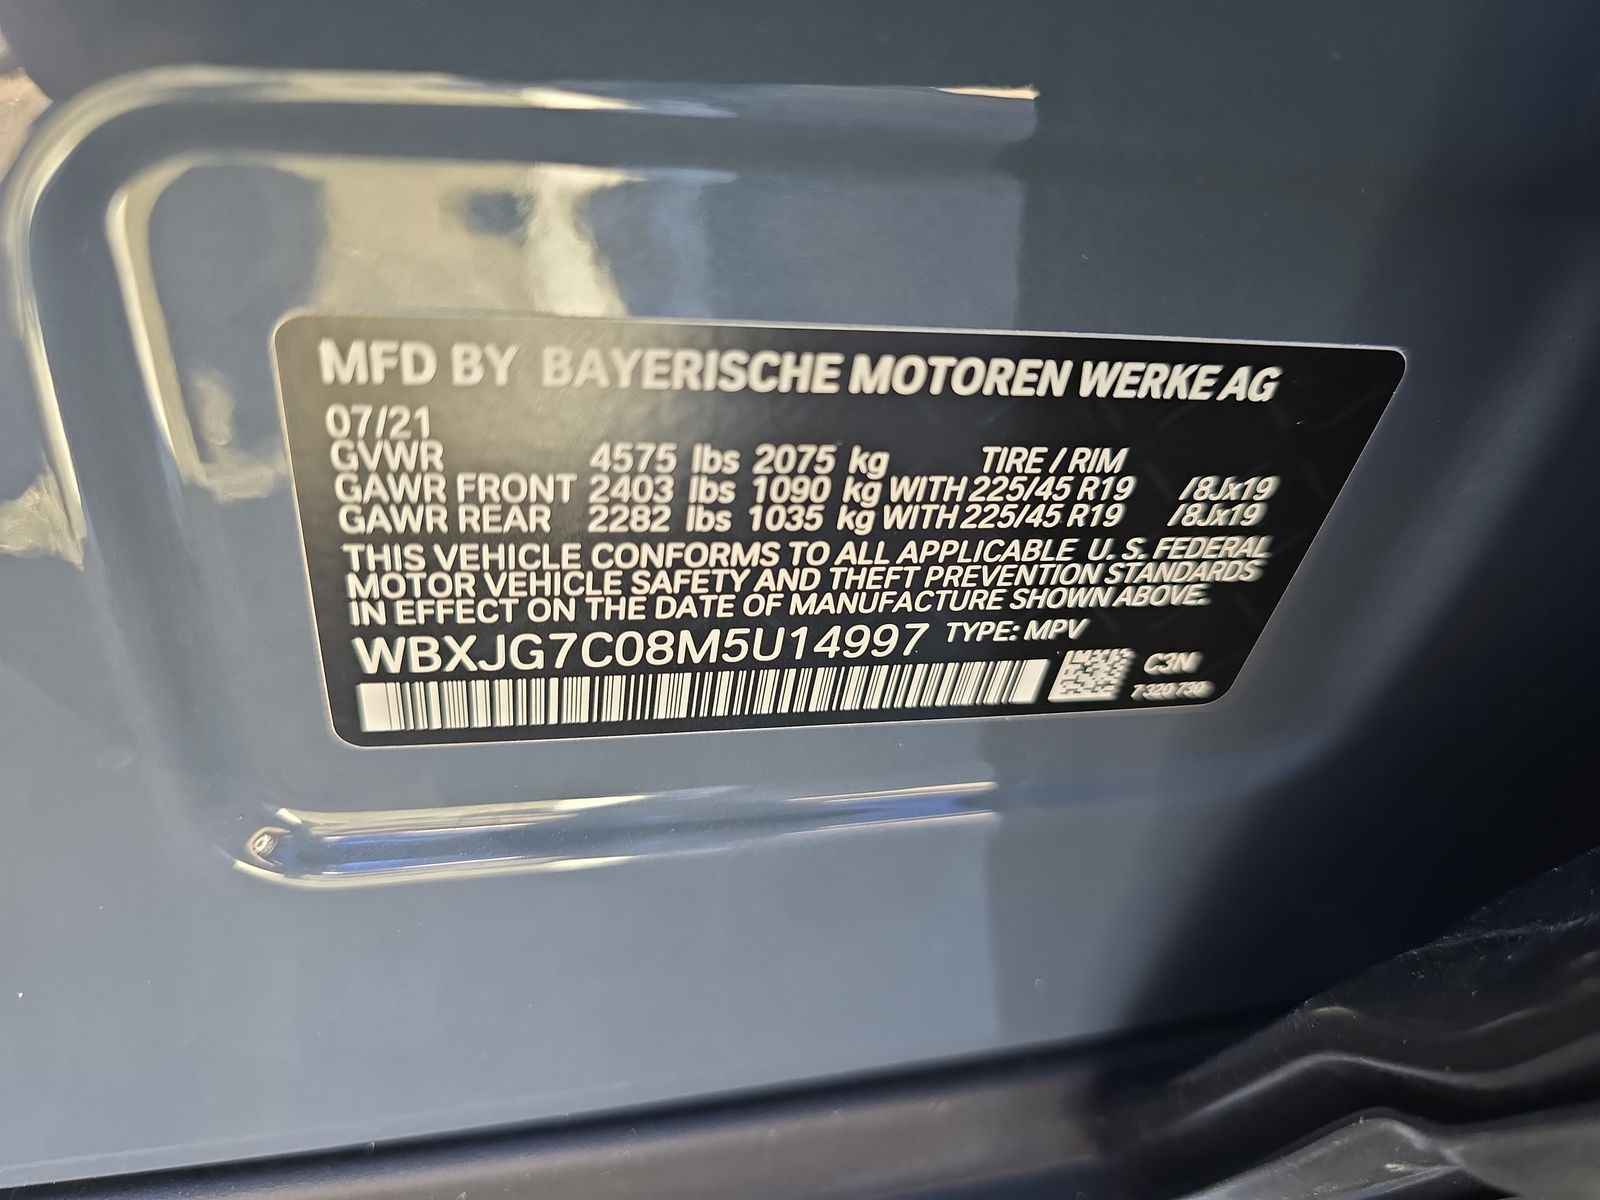 MFD BY BAYERISCHE MOTOREN WERKE AG
07/21
GVWR 4575 lbs 2075 kg TIRE / RIM
GAWR FRONT 2403 lbs 1090 kg WITH 225/45 R19 /8Jx19
GAWR REAR 2282 lbs 1035 kg WITH 225/45 R19 /8Jx19
THIS VEHICLE CONFORMS TO ALL APPLICABLE U. S. FEDERAL
MOTOR VEHICLE SAFETY AND THEFT PREVENTION STANDARDS
IN EFFECT ON THE DATE OF MANUFACTURE SHOWN ABOVE.
WBXJG7C08M5U14997 TYPE: MPV
C3N